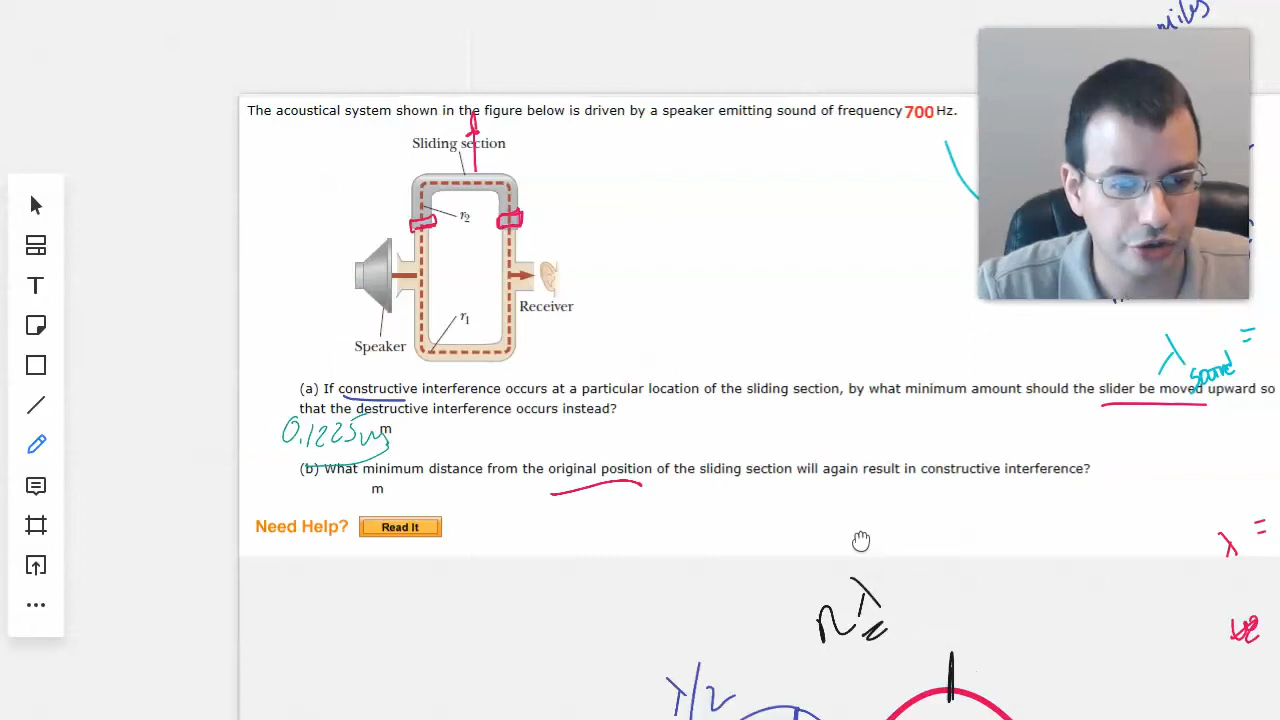 miles
The acoustical system shown in the figure below is driven by a speaker emitting sound of frequency 700 Hz.
Sliding section
r2
Receiver
r1
Speaker
λ sound =
(a) If constructive interference occurs at a particular location of the sliding section, by what minimum amount should the slider be moved upward so
that the destructive interference occurs instead?
0.1225m
m
(b) What minimum distance from the original position of the sliding section will again result in constructive interference?
m
Need Help? Read It
λ =
n λ/2
λ/2